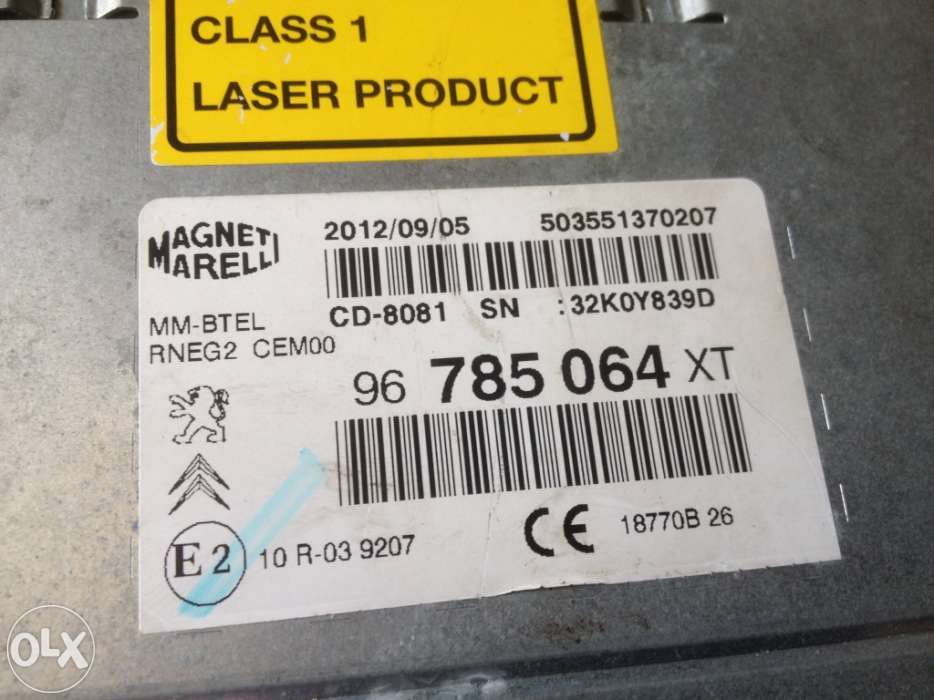 CLASS 1
LASER PRODUCT
MAGNETI MARELLI
2012/09/05 503551370207
CD-8081 SN :32K0Y839D
MM-BTEL
RNEG2 CEM00
96 785 064 XT
E2 10 R-03 9207 CE 18770B 26
OLX